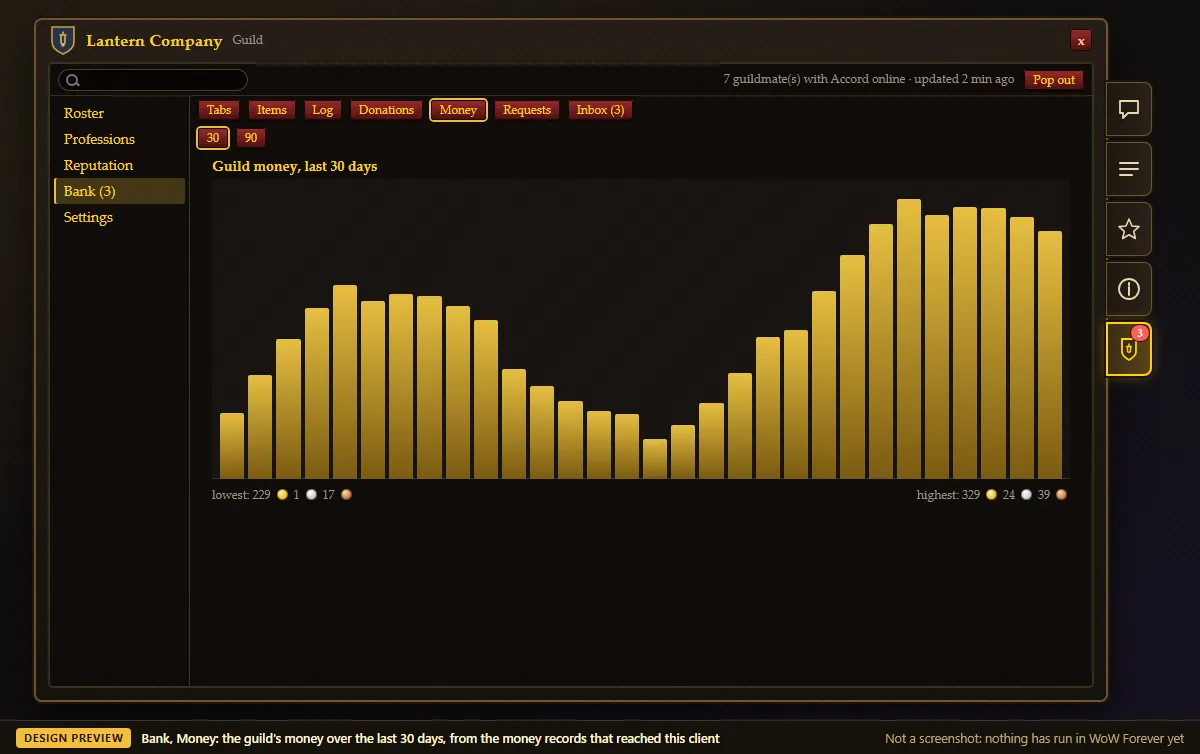 Lantern Company Guild
x
7 guildmate(s) with Accord online · updated 2 min ago Pop out
Roster
Professions
Reputation
Bank (3)
Settings
Tabs Items Log Donations Money Requests Inbox (3)
30 90
Guild money, last 30 days
lowest: 229 1 17
highest: 329 24 39
3
DESIGN PREVIEW Bank, Money: the guild's money over the last 30 days, from the money records that reached this client
Not a screenshot: nothing has run in WoW Forever yet